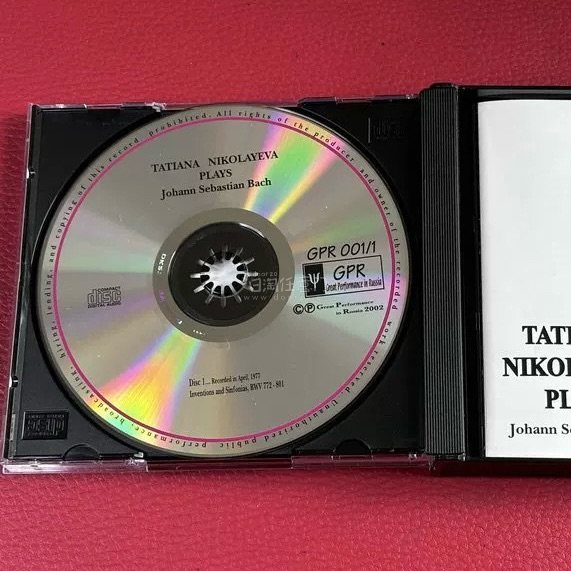 TATIANA NIKOLAYEVA
PLAYS
Johann Sebastian Bach
GPR 001/1
GPR
Great Performance in Russia
© ℗ Great Performance
in Russia 2002
COMPACT
disc
DIGITAL AUDIO
Disc 1... Recorded in April, 1977
Inventions and Sinfonias, BWV 772 - 801
All rights of the producer, and owner of the recorded work reserved. Unauthorized public performance, broadcasting, hiring, lending, and copying of this record prohibited.
TATI
NIKOL
PL
Johann Se